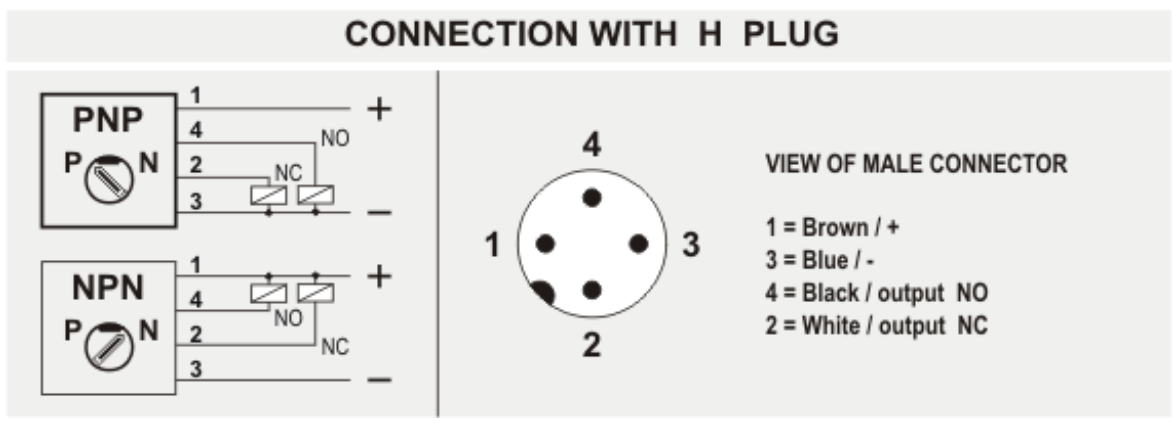 CONNECTION WITH H PLUG
PNP
P N
1
+
4
NO
2
NC
3
−
NPN
P N
1
+
4
NO
2
NC
3
−
4
1
3
2
VIEW OF MALE CONNECTOR
1 = Brown / +
3 = Blue / -
4 = Black / output NO
2 = White / output NC